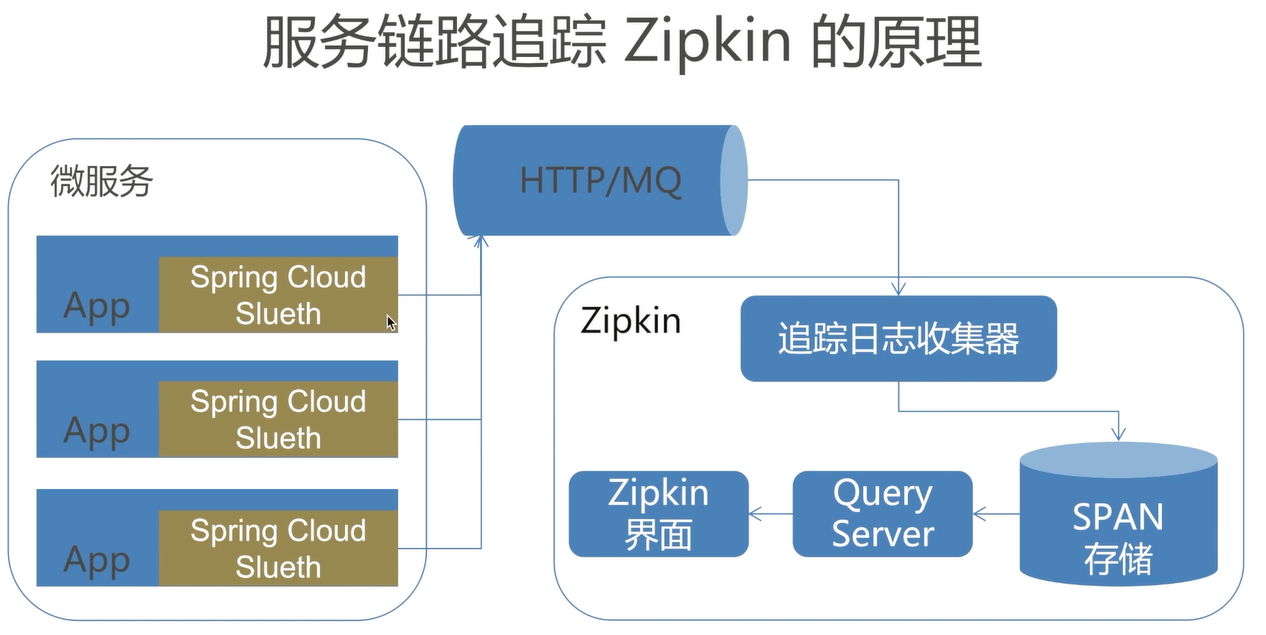 服务链路追踪 Zipkin 的原理
微服务
App
Spring Cloud
Slueth
App
Spring Cloud
Slueth
App
Spring Cloud
Slueth
HTTP/MQ
Zipkin
追踪日志收集器
Zipkin
界面
Query
Server
SPAN
存储